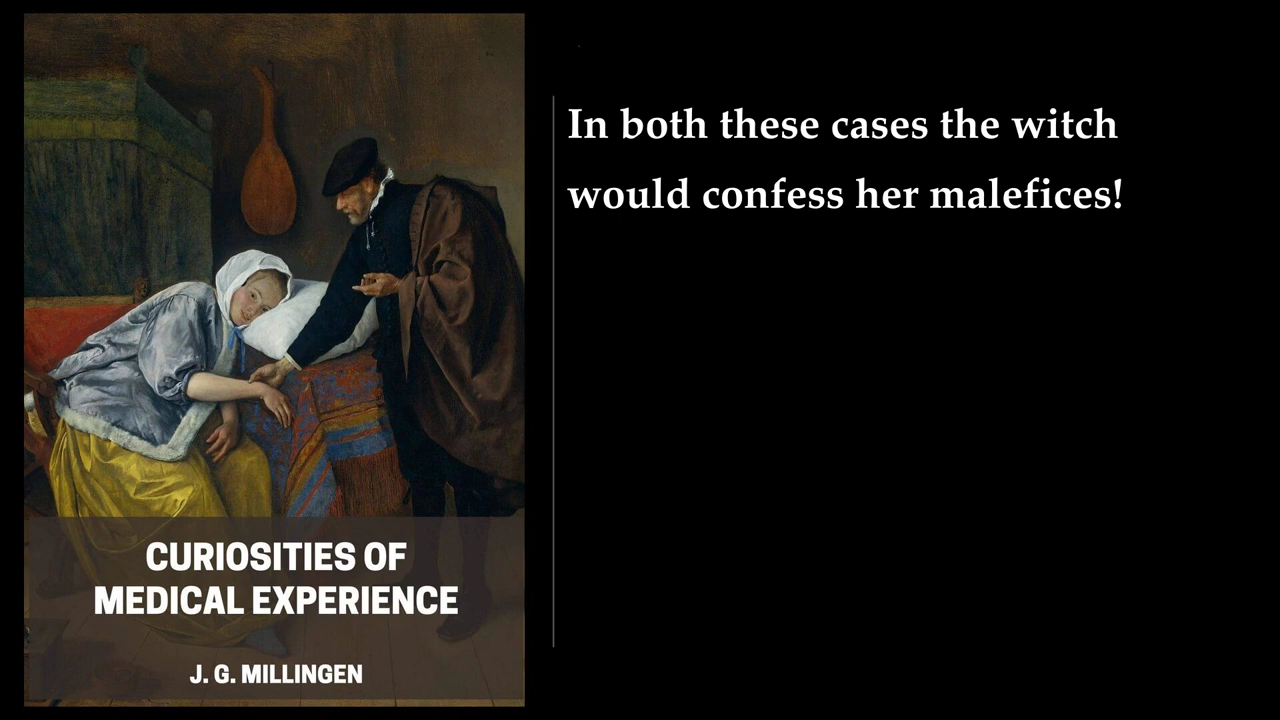 In both these cases the witch
would confess her malefices!
CURIOSITIES OF
MEDICAL EXPERIENCE
J. G. MILLINGEN